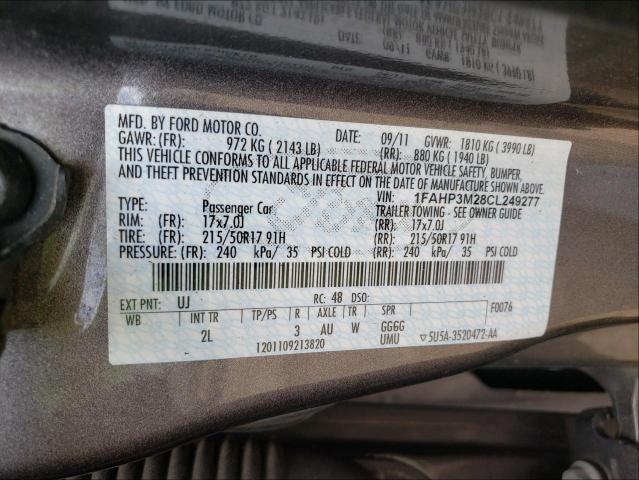 MFD. BY FORD MOTOR CO. DATE: 09/11 GVWR: 1810 KG ( 3990 LB)
GAWR: (FR): 972 KG ( 2143 LB) (RR): 880 KG ( 1940 LB)
THIS VEHICLE CONFORMS TO ALL APPLICABLE FEDERAL MOTOR VEHICLE SAFETY, BUMPER,
AND THEFT PREVENTION STANDARDS IN EFFECT ON THE DATE OF MANUFACTURE SHOWN ABOVE.
VIN: 1FAHP3M28CL249277
TYPE: Passenger Car TRAILER TOWING - SEE OWNER GUIDE
RIM: (FR): 17x7.0J (RR): 17x7.0J
TIRE: (FR): 215/50R17 91H (RR): 215/50R17 91H
PRESSURE: (FR): 240 kPa/ 35 PSI COLD (RR): 240 kPa/ 35 PSI COLD
EXT PNT: UJ RC: 48 DSO: F0076
WB INT TR TP/PS R AXLE TR SPR
2L 3 AU W GG6G
UMU ▽5U5A-3520472-AA
1201109213820